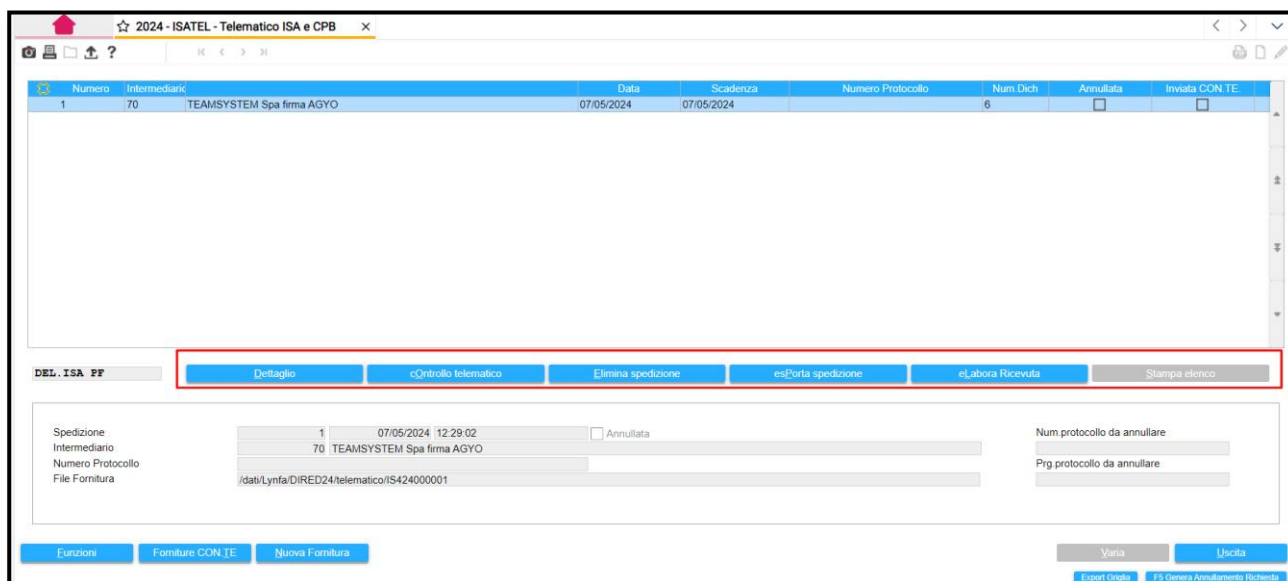 2024 - ISATEL - Telematico ISA e CPB
Numero Intermediario Data Scadenza Numero Protocollo Num.Dich Annullata Inviata CON.TE.
1 70 TEAMSYSTEM Spa firma AGYO 07/05/2024 07/05/2024 6
DEL.ISA PF Dettaglio cOntrollo telematico Elimina spedizione esPorta spedizione eLabora Ricevuta Stampa elenco
Spedizione 1 07/05/2024 12:29:02 Annullata Num.protocollo da annullare
Intermediario 70 TEAMSYSTEM Spa firma AGYO
Numero Protocollo Prg.protocollo da annullare
File Fornitura /dati/Lynfa/DIRED24/telematico/IS424000001
Funzioni Forniture CON.TE Nuova Fornitura Varia Uscita
Export Griglia F5 Genera Annullamento Richiesta